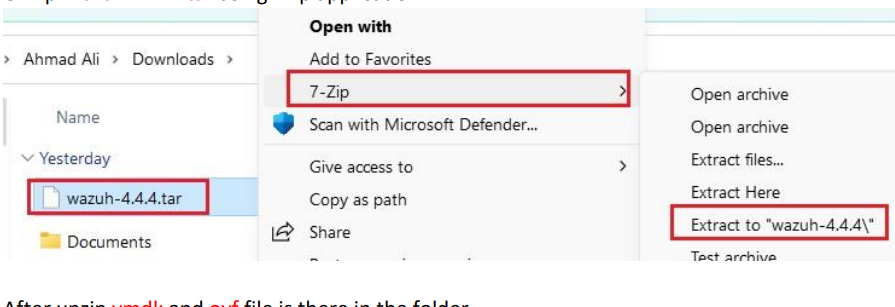 Open with
Ahmad Ali > Downloads >
Add to Favorites
7-Zip
Open archive
Name
Scan with Microsoft Defender...
Open archive
Yesterday
Give access to
Extract files...
wazuh-4.4.4.tar
Copy as path
Extract Here
Documents
Share
Extract to "wazuh-4.4.4\"
Test archive
After unzip vmdk and ovf file is there in the folder